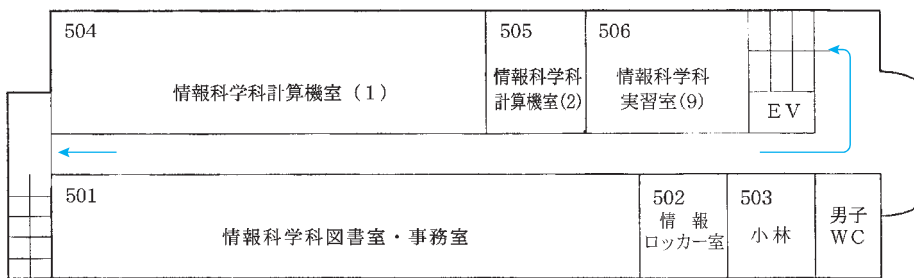 504
情報科学科計算機室（1）
505
情報科学科
計算機室(2)
506
情報科学科
実習室(9)
EV
501
情報科学科図書室・事務室
502
情報
ロッカー室
503
小林
男子
WC